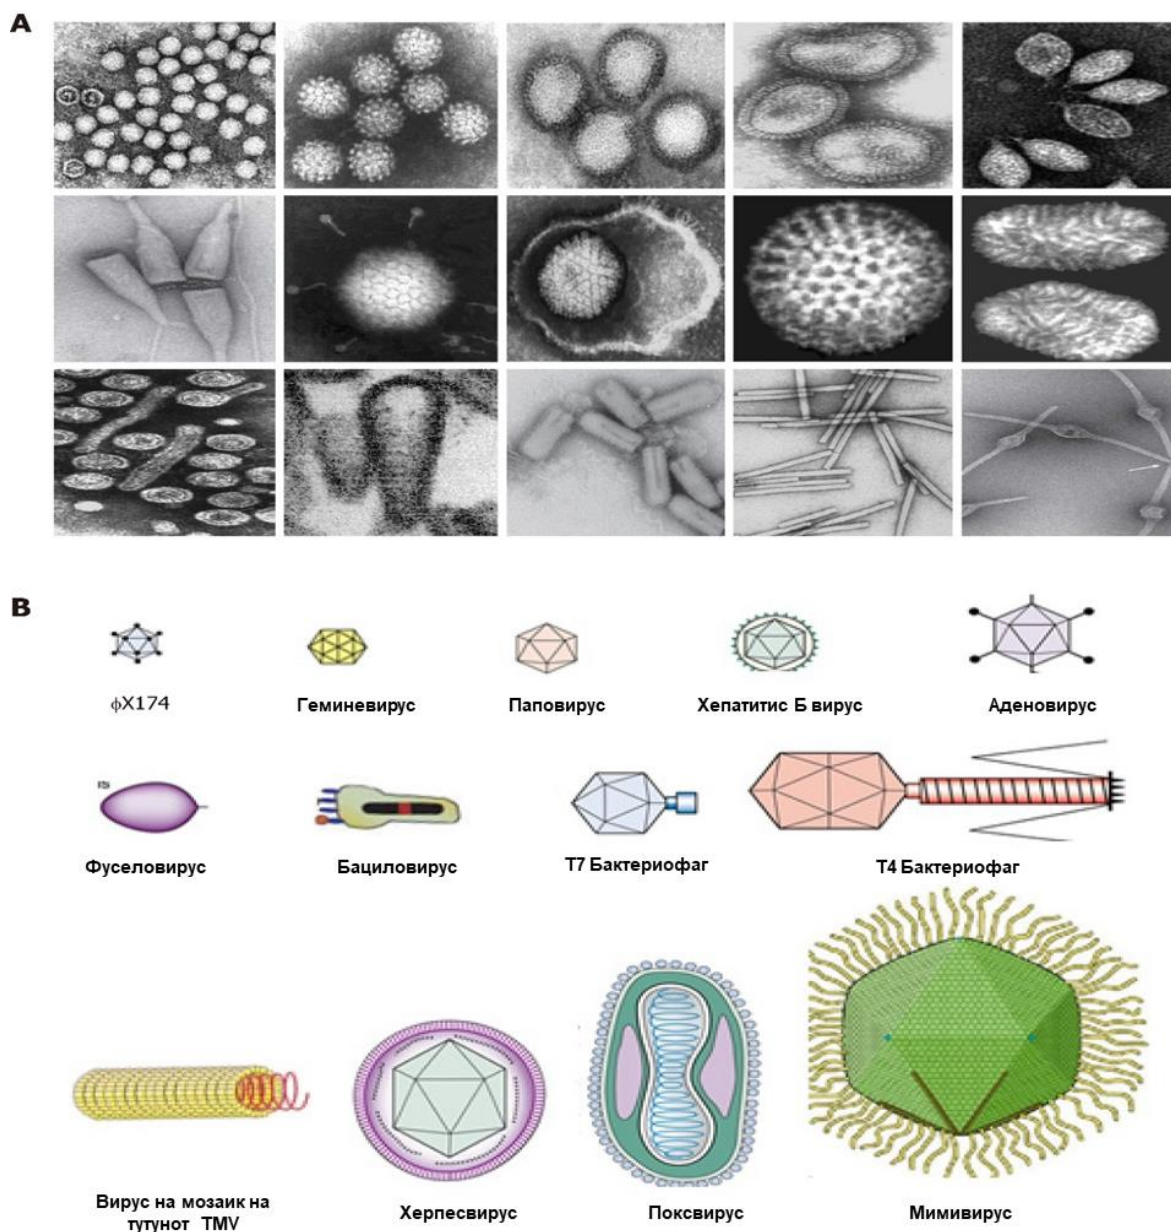 A
B
ϕX174
Геминевирус
Паповирус
Хепатитис Б вирус
Аденовирус
Фуселовирус
Бациловирус
Т7 Бактериофаг
Т4 Бактериофаг
Вирус на мозаик на
тутунот TMV
Херпесвирус
Поксвирус
Мимивирус